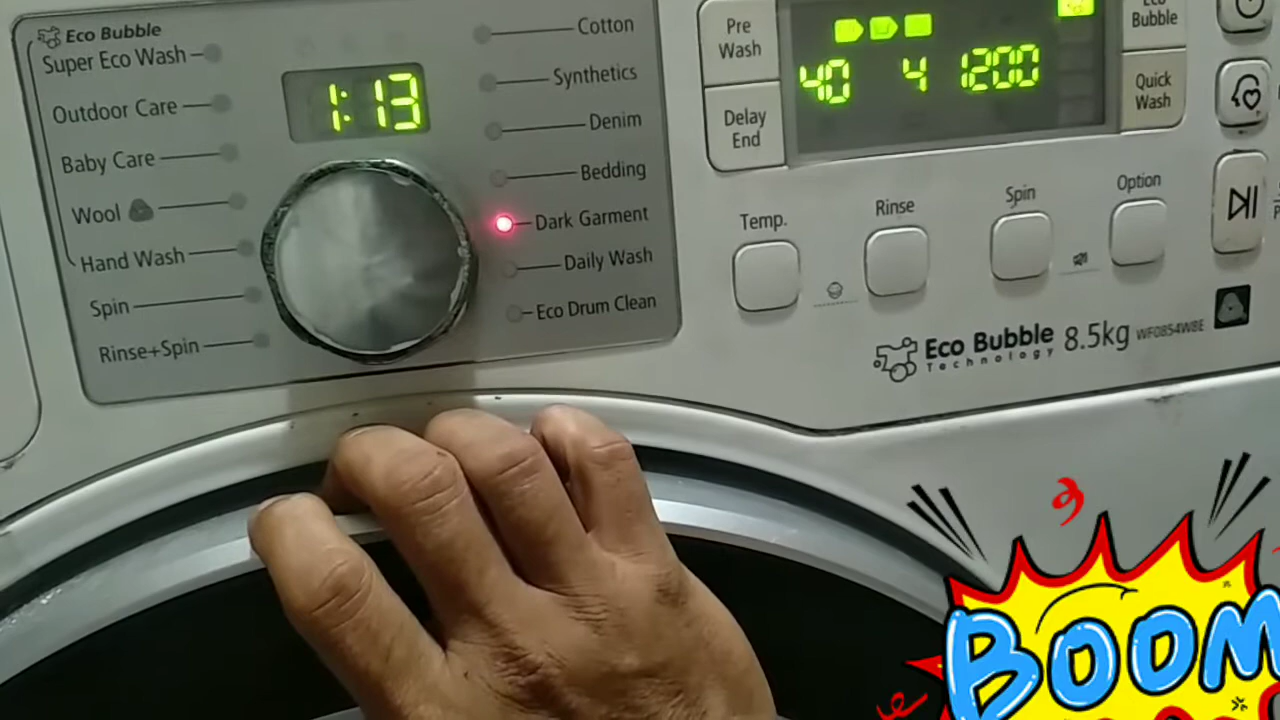 Eco Bubble
Super Eco Wash
Outdoor Care
Baby Care
Wool
Hand Wash
Spin
Rinse+Spin
1:13
Cotton
Synthetics
Denim
Bedding
Dark Garment
Daily Wash
Eco Drum Clean
Pre
Wash
Delay
End
40 4 1200
Eco
Bubble
Quick
Wash
Temp.
Rinse
Spin
Option
Eco Bubble
Technology
8.5kg
WF0854W8E
BOOM